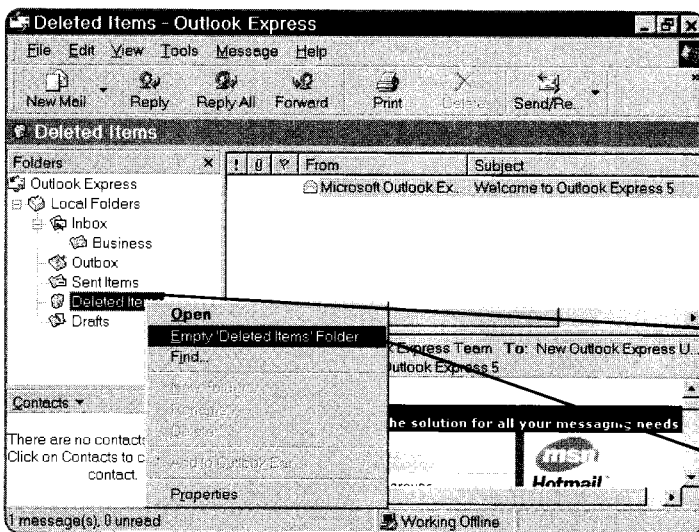 Deleted Items - Outlook Express
File Edit View Tools Message Help
New Mail Reply Reply All Forward Print Delete Send/Re...
Deleted Items
Folders
! From Subject
Outlook Express
Microsoft Outlook Ex... Welcome to Outlook Express 5
Local Folders
Inbox
Business
Outbox
Sent Items
Deleted Ite
Drafts
Open
Empty 'Deleted Items' Folder
Find...
Express Team To: New Outlook Express U
utlook Express 5
Contacts
he solution for all your messaging needs
There are no contacts
Click on Contacts to c
contact.
msn
Hotmail
Properties
1 message(s), 0 unread
Working Offline